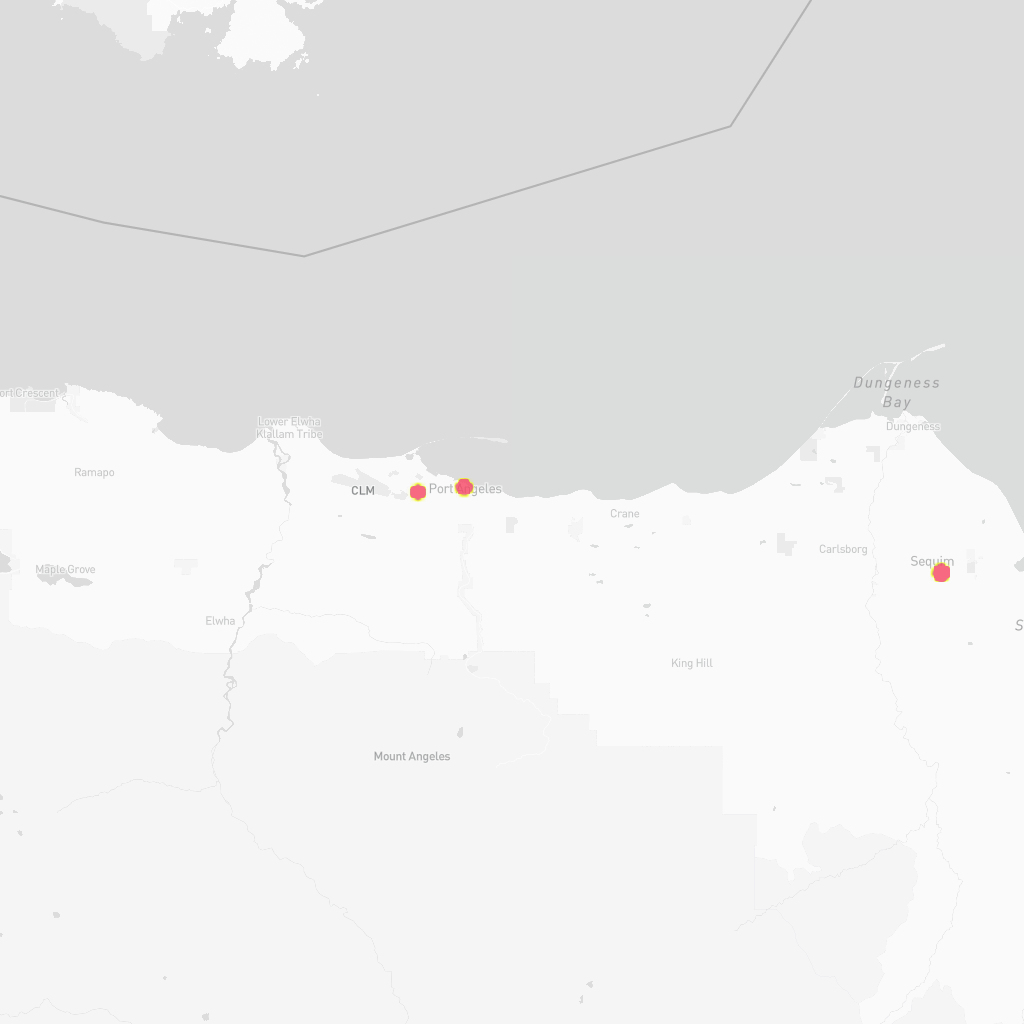 Dungeness
Bay
ort Crescent
Lower Elwha
Klallam Tribe
Dungeness
Ramapo
CLM
Port Angeles
Crane
Carlsborg
Sequim
Maple Grove
Elwha
S
King Hill
Mount Angeles